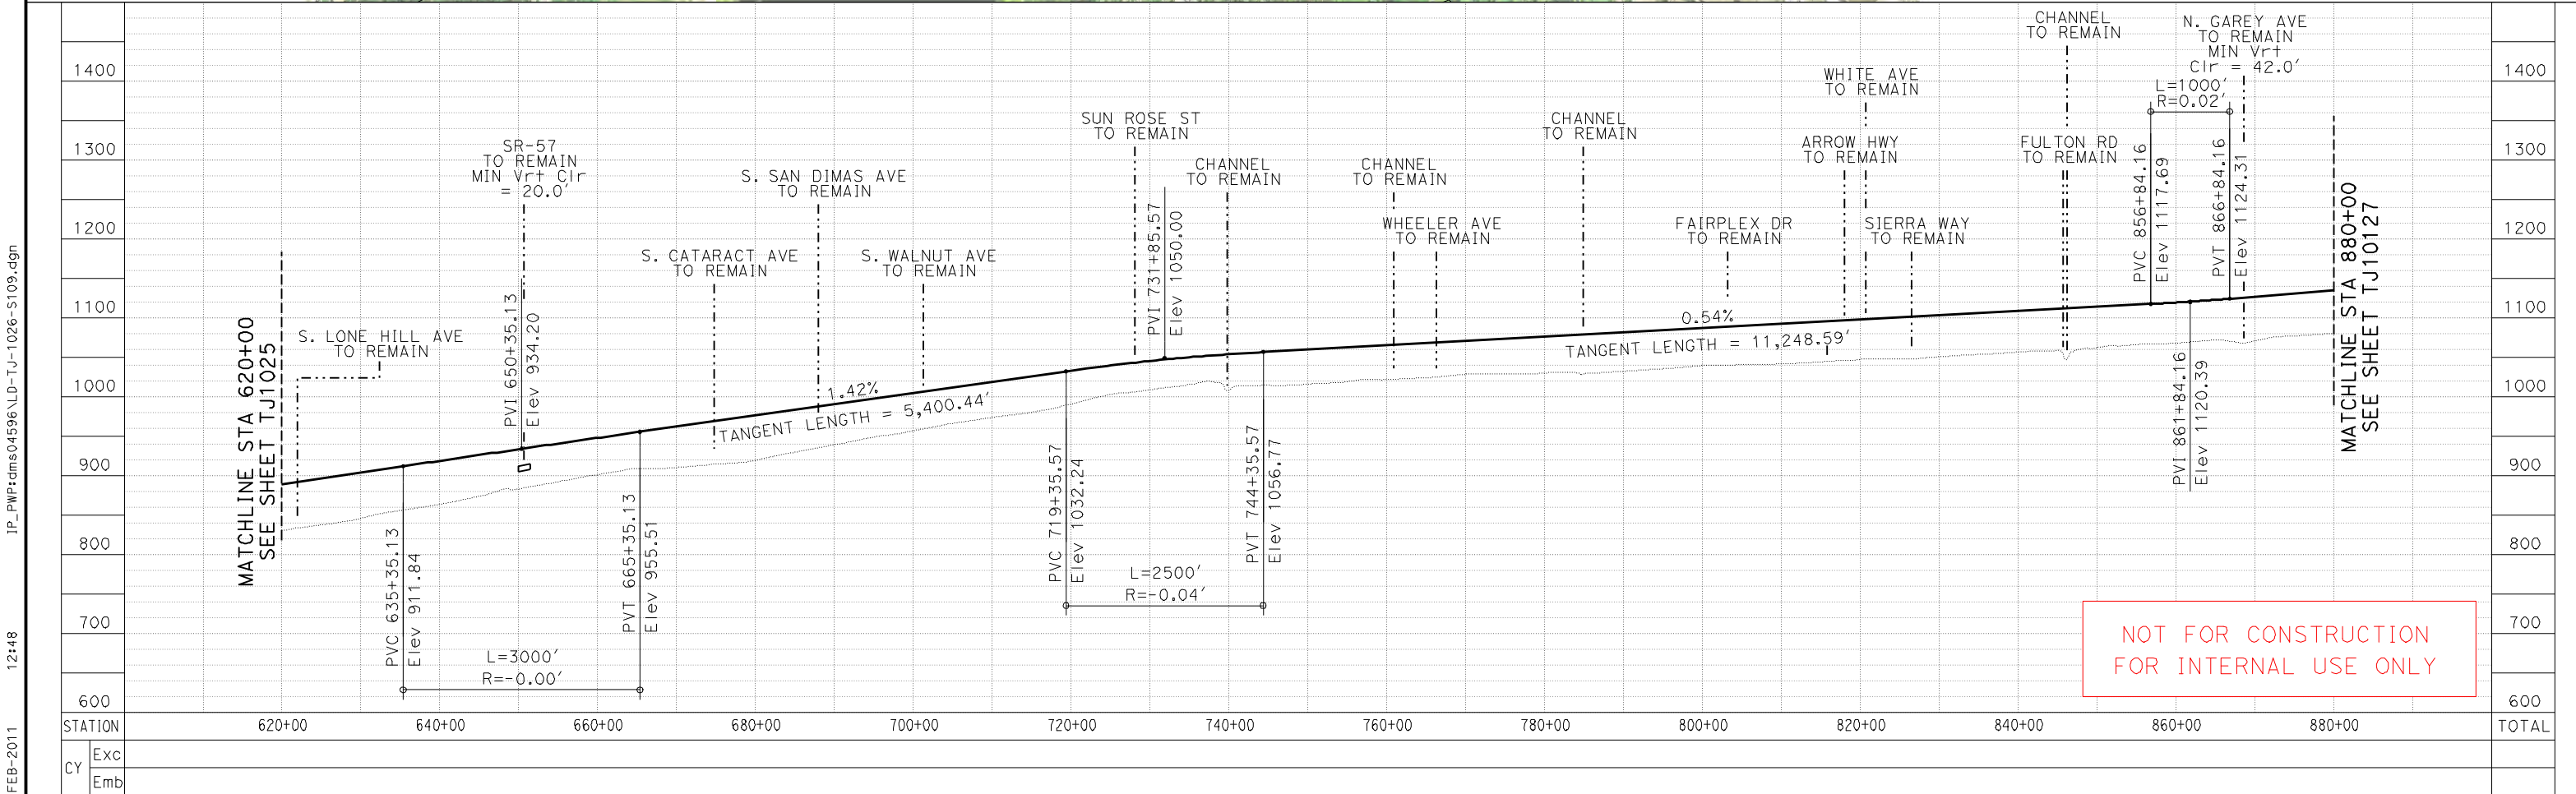 CHANNEL
TO REMAIN
N. GAREY AVE
TO REMAIN
MIN Vrt
Clr = 42.0'
L=1000'
R=0.02'
WHITE AVE
TO REMAIN
SUN ROSE ST
TO REMAIN
CHANNEL
TO REMAIN
SR-57
TO REMAIN
MIN Vrt Clr
= 20.0'
S. SAN DIMAS AVE
TO REMAIN
CHANNEL
TO REMAIN
CHANNEL
TO REMAIN
ARROW HWY
TO REMAIN
FULTON RD
TO REMAIN
S. CATARACT AVE
TO REMAIN
S. WALNUT AVE
TO REMAIN
WHEELER AVE
TO REMAIN
FAIRPLEX DR
TO REMAIN
SIERRA WAY
TO REMAIN
S. LONE HILL AVE
TO REMAIN
MATCHLINE STA 620+00
SEE SHEET TJ1025
PVI 650+35.13
Elev 934.20
PVI 731+85.57
Elev 1050.00
PVC 856+84.16
Elev 1117.69
PVT 866+84.16
Elev 1124.31
MATCHLINE STA 880+00
SEE SHEET TJ10127
1.42%
TANGENT LENGTH = 5,400.44'
0.54%
TANGENT LENGTH = 11,248.59'
PVC 635+35.13
Elev 911.84
PVT 665+35.13
Elev 955.51
PVC 719+35.57
Elev 1032.24
PVT 744+35.57
Elev 1056.77
PVI 861+84.16
Elev 1120.39
L=3000'
R=-0.00'
L=2500'
R=-0.04'
NOT FOR CONSTRUCTION
FOR INTERNAL USE ONLY
1400
1300
1200
1100
1000
900
800
700
600
1400
1300
1200
1100
1000
900
800
700
600
STATION 620+00 640+00 660+00 680+00 700+00 720+00 740+00 760+00 780+00 800+00 820+00 840+00 860+00 880+00 TOTAL
CY
Exc
Emb
FEB-2011 12:48 IP_PWP:dms04596\LD-TJ-1026-S109.dgn